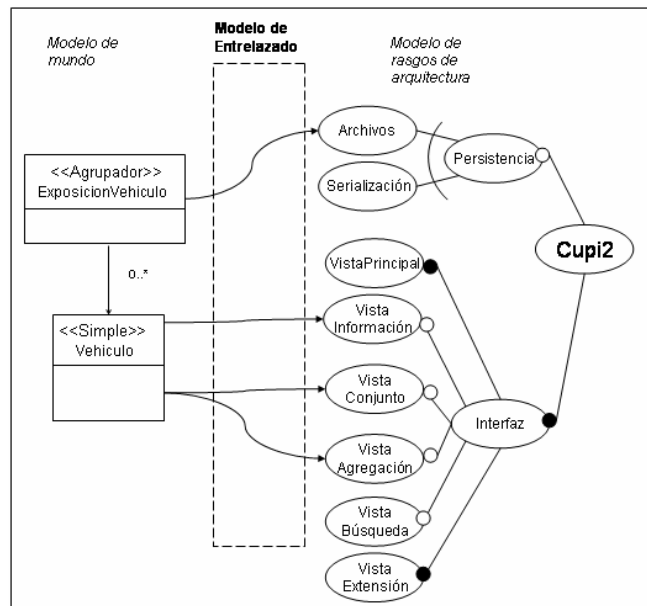 Modelo de
mundo
Modelo de
Entrelazado
Modelo de
rasgos de
arquitectura
<<Agrupador>>
ExposicionVehiculo
o..*
<<Simple>>
Vehiculo
Archivos
Serialización
Persistencia
Cupi2
VistaPrincipal
Vista
Información
Vista
Conjunto
Vista
Agregación
Vista
Búsqueda
Vista
Extensión
Interfaz